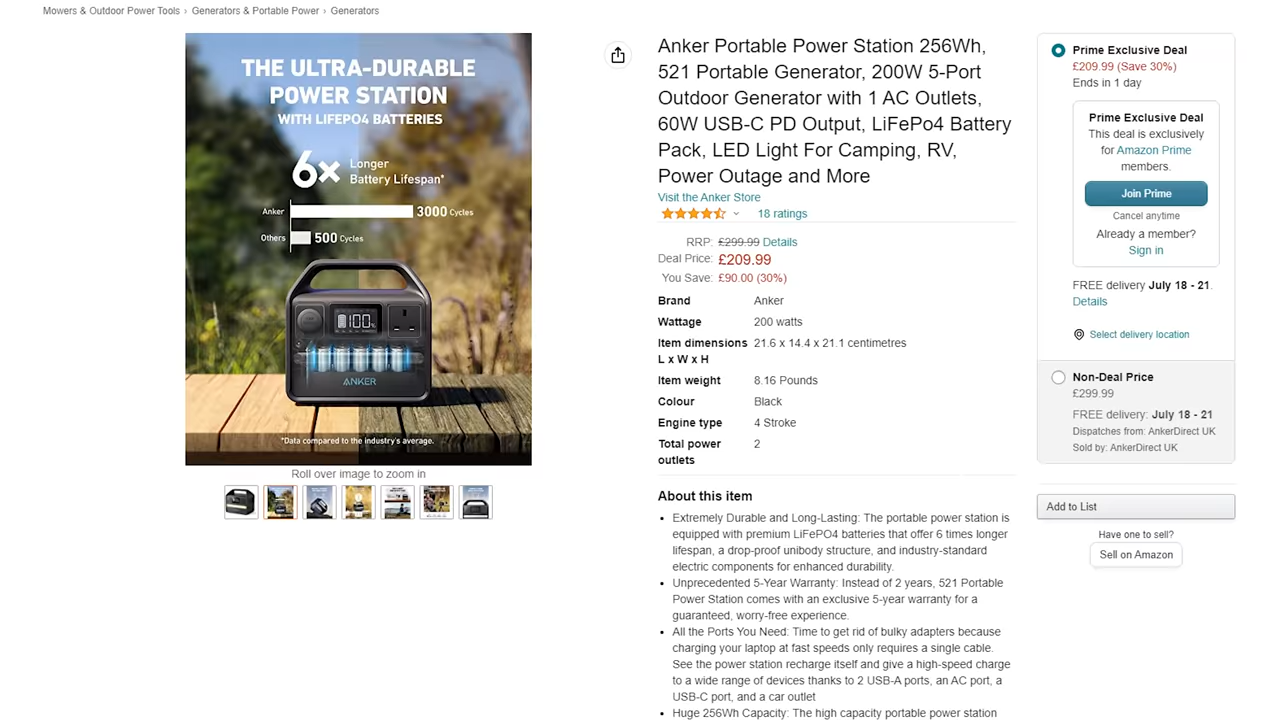 Mowers & Outdoor Power Tools › Generators & Portable Power › Generators
THE ULTRA-DURABLE
POWER STATION
WITH LIFEPO4 BATTERIES
6x Longer
Battery Lifespan*
Anker 3000 Cycles
Others 500 Cycles
100%
ANKER
*Data compared to the industry's average.
Roll over image to zoom in
Anker Portable Power Station 256Wh,
521 Portable Generator, 200W 5-Port
Outdoor Generator with 1 AC Outlets,
60W USB-C PD Output, LiFePo4 Battery
Pack, LED Light For Camping, RV,
Power Outage and More
Visit the Anker Store
18 ratings
RRP: £299.99 Details
Deal Price: £209.99
You Save: £90.00 (30%)
Brand Anker
Wattage 200 watts
Item dimensions 21.6 x 14.4 x 21.1 centimetres
L x W x H
Item weight 8.16 Pounds
Colour Black
Engine type 4 Stroke
Total power 2
outlets
About this item
• Extremely Durable and Long-Lasting: The portable power station is
equipped with premium LiFePO4 batteries that offer 6 times longer
lifespan, a drop-proof unibody structure, and industry-standard
electric components for enhanced durability.
• Unprecedented 5-Year Warranty: Instead of 2 years, 521 Portable
Power Station comes with an exclusive 5-year warranty for a
guaranteed, worry-free experience.
• All the Ports You Need: Time to get rid of bulky adapters because
charging your laptop at fast speeds only requires a single cable.
See the power station recharge itself and give a high-speed charge
to a wide range of devices thanks to 2 USB-A ports, an AC port, a
USB-C port, and a car outlet
• Huge 256Wh Capacity: The high capacity portable power station
Prime Exclusive Deal
£209.99 (Save 30%)
Ends in 1 day
Prime Exclusive Deal
This deal is exclusively
for Amazon Prime
members.
Join Prime
Cancel anytime
Already a member?
Sign in
FREE delivery July 18 - 21.
Details
Select delivery location
Non-Deal Price
£299.99
FREE delivery: July 18 - 21
Dispatches from: AnkerDirect UK
Sold by: AnkerDirect UK
Add to List
Have one to sell?
Sell on Amazon